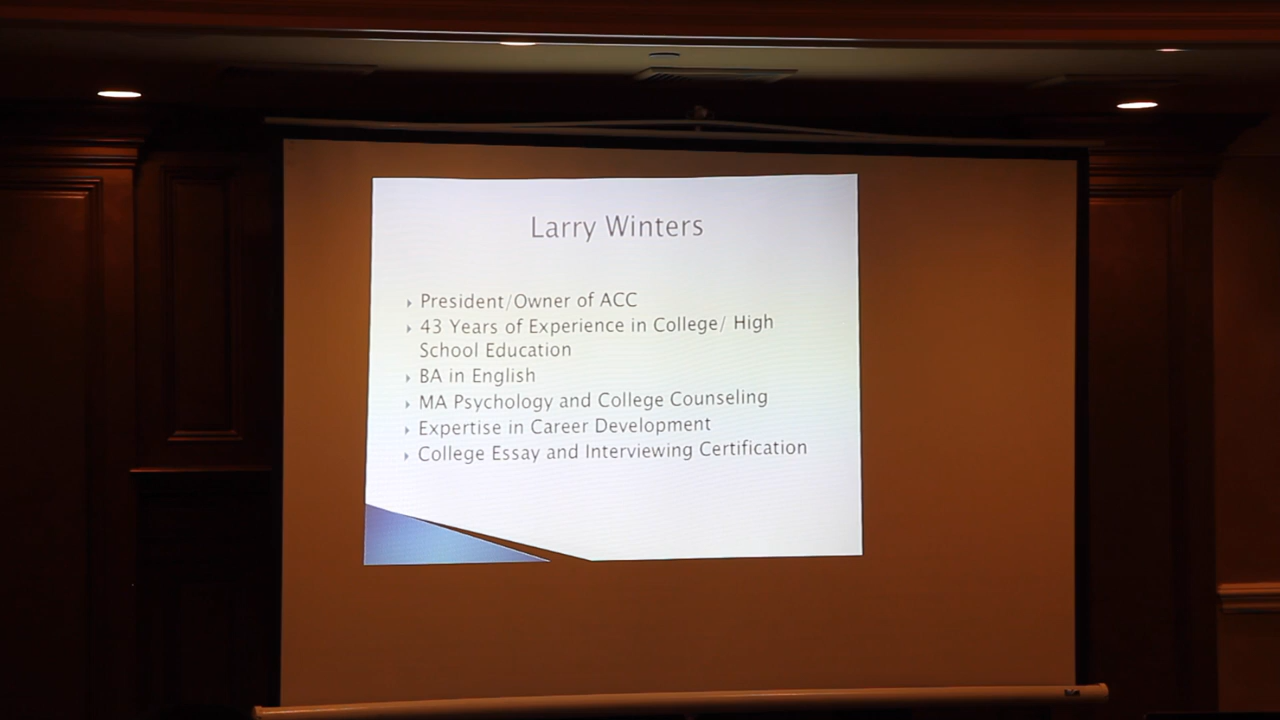 Larry Winters
President/Owner of ACC
43 Years of Experience in College/ High
School Education
BA in English
MA Psychology and College Counseling
Expertise in Career Development
College Essay and Interviewing Certification